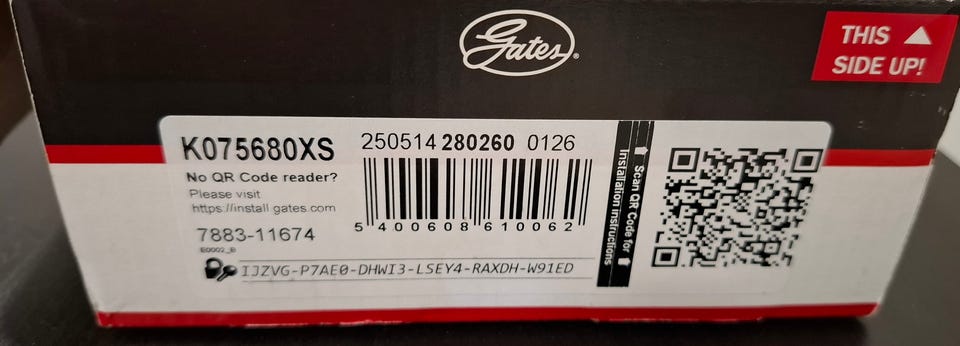 Gates®
THIS ▲
SIDE UP!
K075680XS
250514 280260 0126
No QR Code reader?
Please visit
https://install gates.com
7883-11674
E0002_B
5 400608 610062
IJZVG-P7AE0-DHWI3-LSEY4-RAXDH-W91ED
Scan QR Code for
Installation instructions